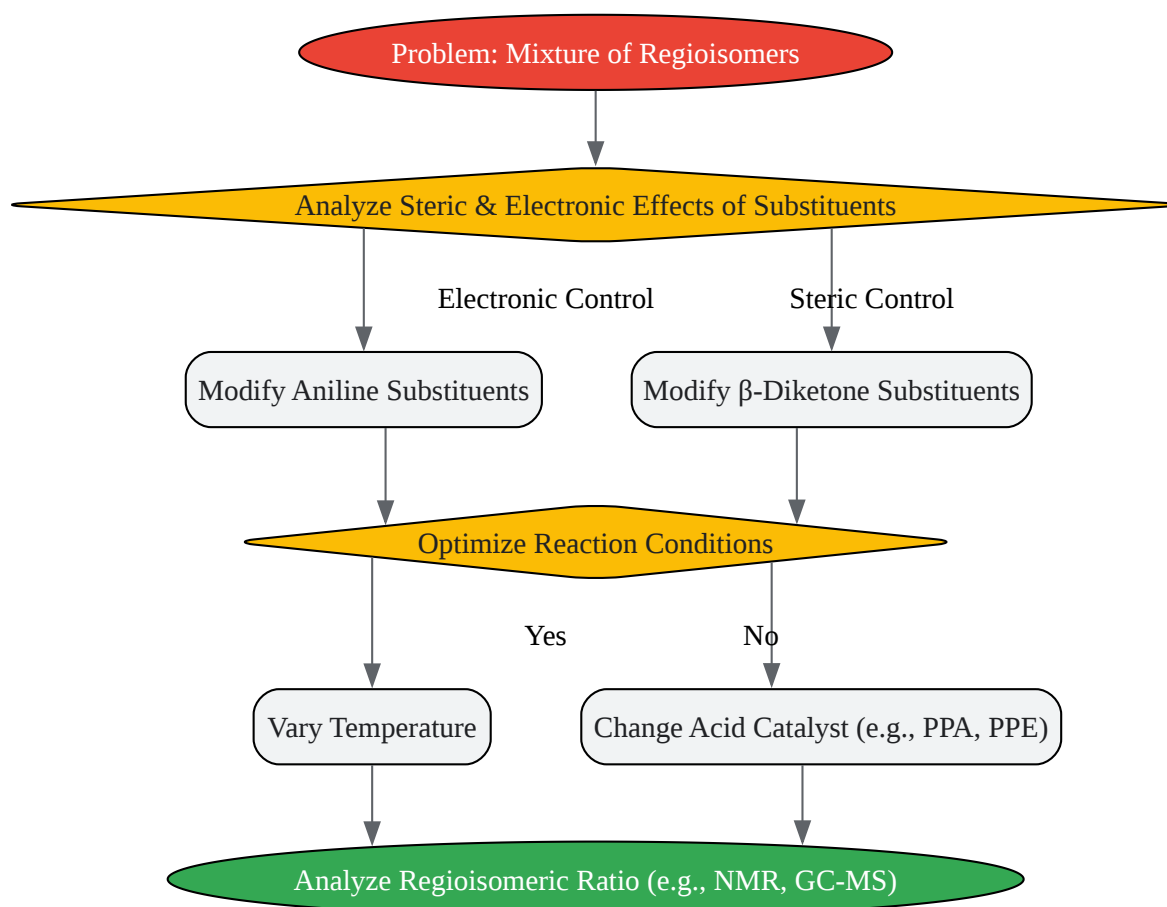 Problem: Mixture of Regioisomers
Analyze Steric & Electronic Effects of Substituents
Electronic Control
Steric Control
Modify Aniline Substituents
Modify β-Diketone Substituents
Optimize Reaction Conditions
Yes
No
Vary Temperature
Change Acid Catalyst (e.g., PPA, PPE)
Analyze Regioisomeric Ratio (e.g., NMR, GC-MS)